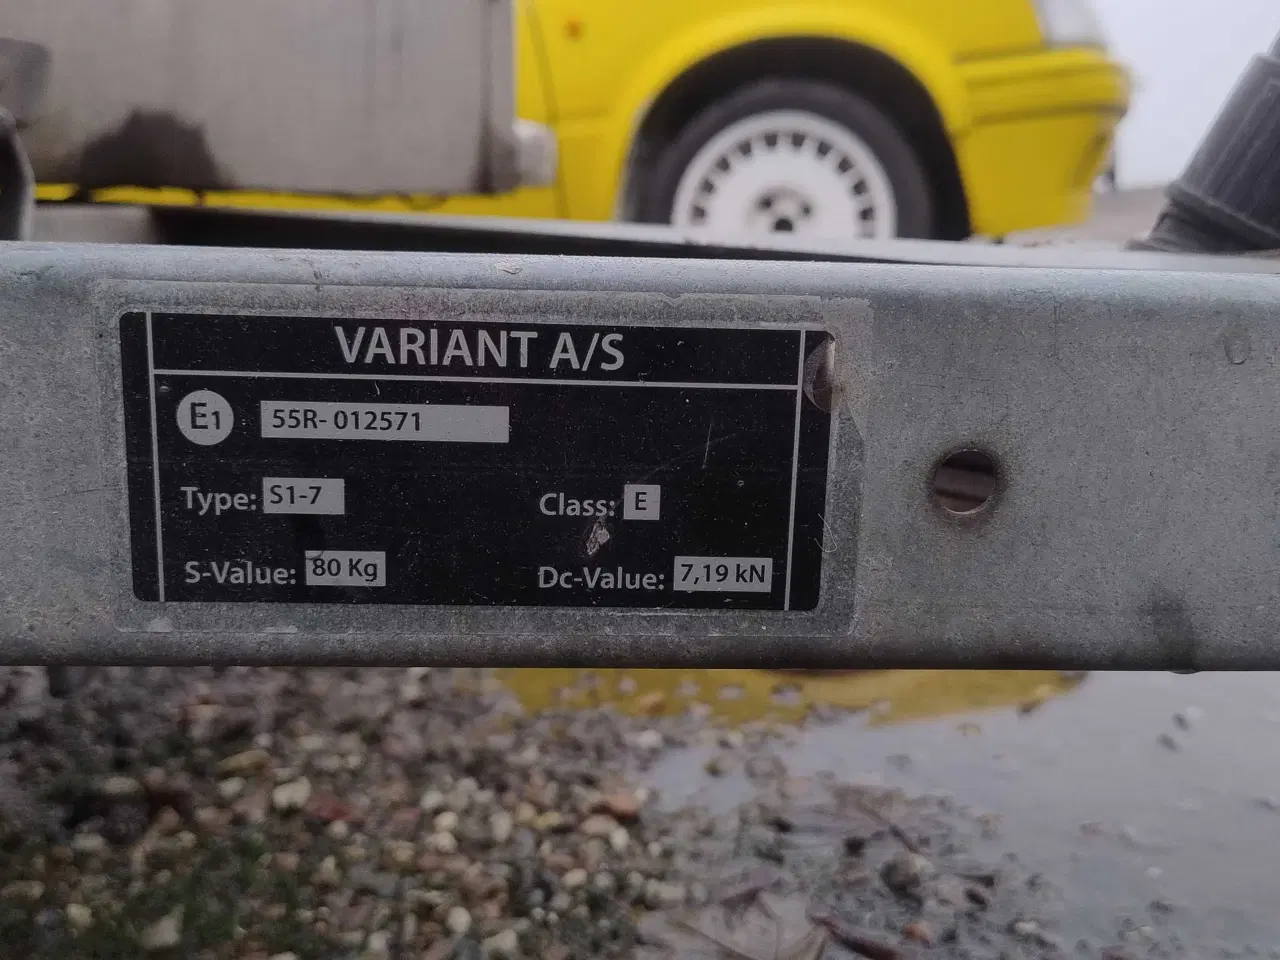 VARIANT A/S
E1 55R- 012571
Type: S1-7 Class: E
S-Value: 80 Kg Dc-Value: 7,19 kN